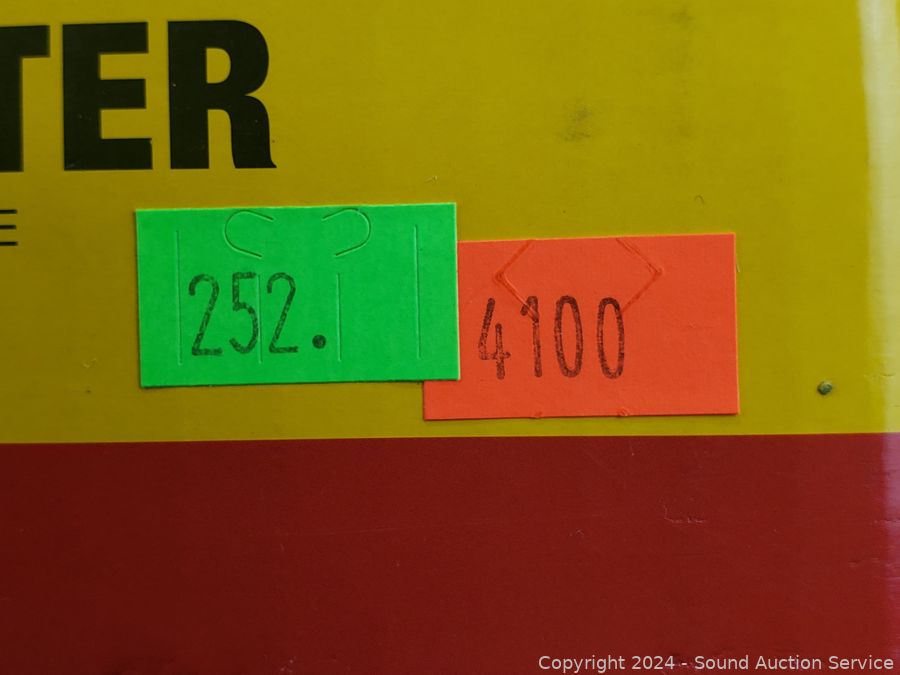 TER
E
252.
4100
Copyright 2024 - Sound Auction Service